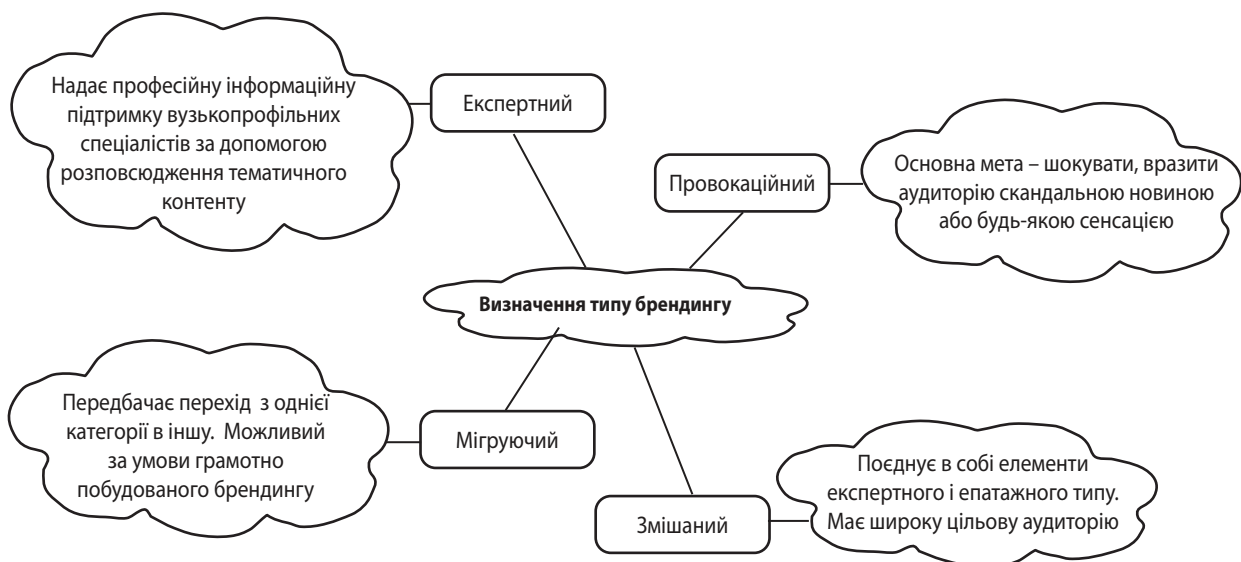 Надає професійну інформаційну
підтримку вузькопрофільних
спеціалістів за допомогою
розповсюдження тематичного
контенту
Експертний
Провокаційний
Основна мета – шокувати, вразити
аудиторію скандальною новиною
або будь-якою сенсацією
Визначення типу брендингу
Передбачає перехід з однієї
категорії в іншу. Можливий
за умови грамотно
побудованого брендингу
Мігруючий
Змішаний
Поєднує в собі елементи
експертного і епатажного типу.
Має широку цільову аудиторію